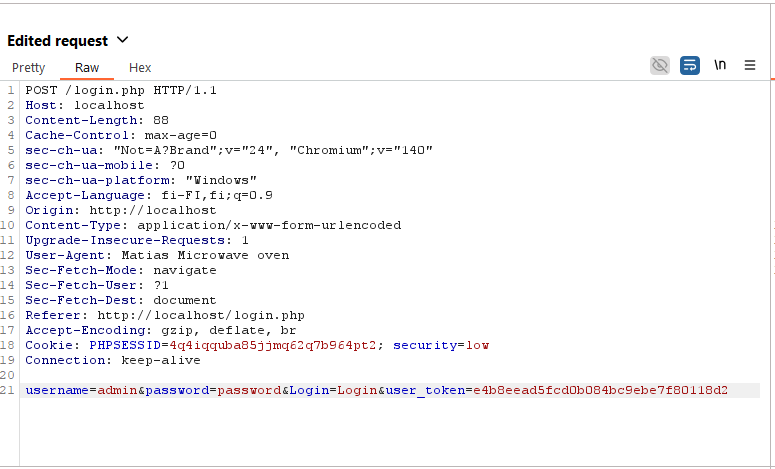 Edited request
Pretty Raw Hex \n
1 POST /login.php HTTP/1.1
2 Host: localhost
3 Content-Length: 88
4 Cache-Control: max-age=0
5 sec-ch-ua: "Not=A?Brand";v="24", "Chromium";v="140"
6 sec-ch-ua-mobile: ?0
7 sec-ch-ua-platform: "Windows"
8 Accept-Language: fi-FI,fi;q=0.9
9 Origin: http://localhost
10 Content-Type: application/x-www-form-urlencoded
11 Upgrade-Insecure-Requests: 1
12 User-Agent: Matias Microwave oven
13 Sec-Fetch-Mode: navigate
14 Sec-Fetch-User: ?1
15 Sec-Fetch-Dest: document
16 Referer: http://localhost/login.php
17 Accept-Encoding: gzip, deflate, br
18 Cookie: PHPSESSID=4q4iqquba85jjmq62q7b964pt2; security=low
19 Connection: keep-alive
20
21 username=admin&password=password&Login=Login&user_token=e4b8eead5fcd0b084bc9ebe7f80118d2